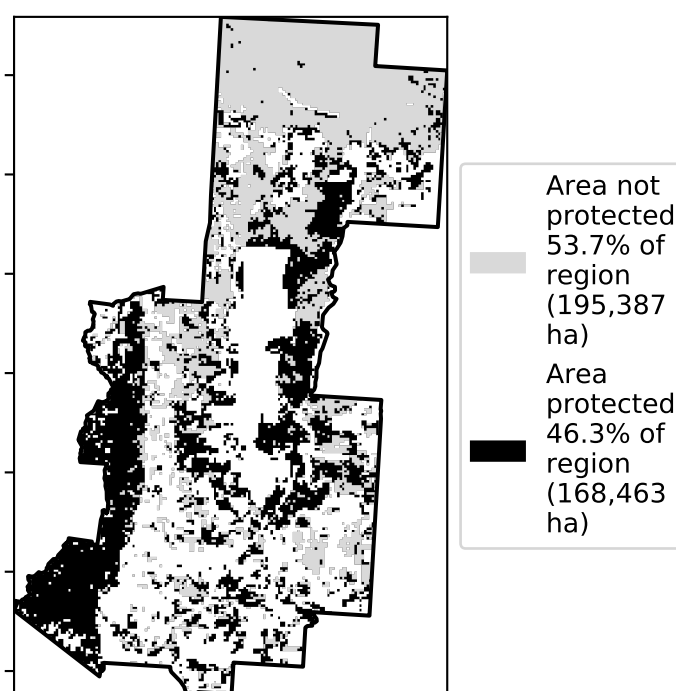 Area not
protected
53.7% of
region
(195,387
ha)
Area
protected
46.3% of
region
(168,463
ha)